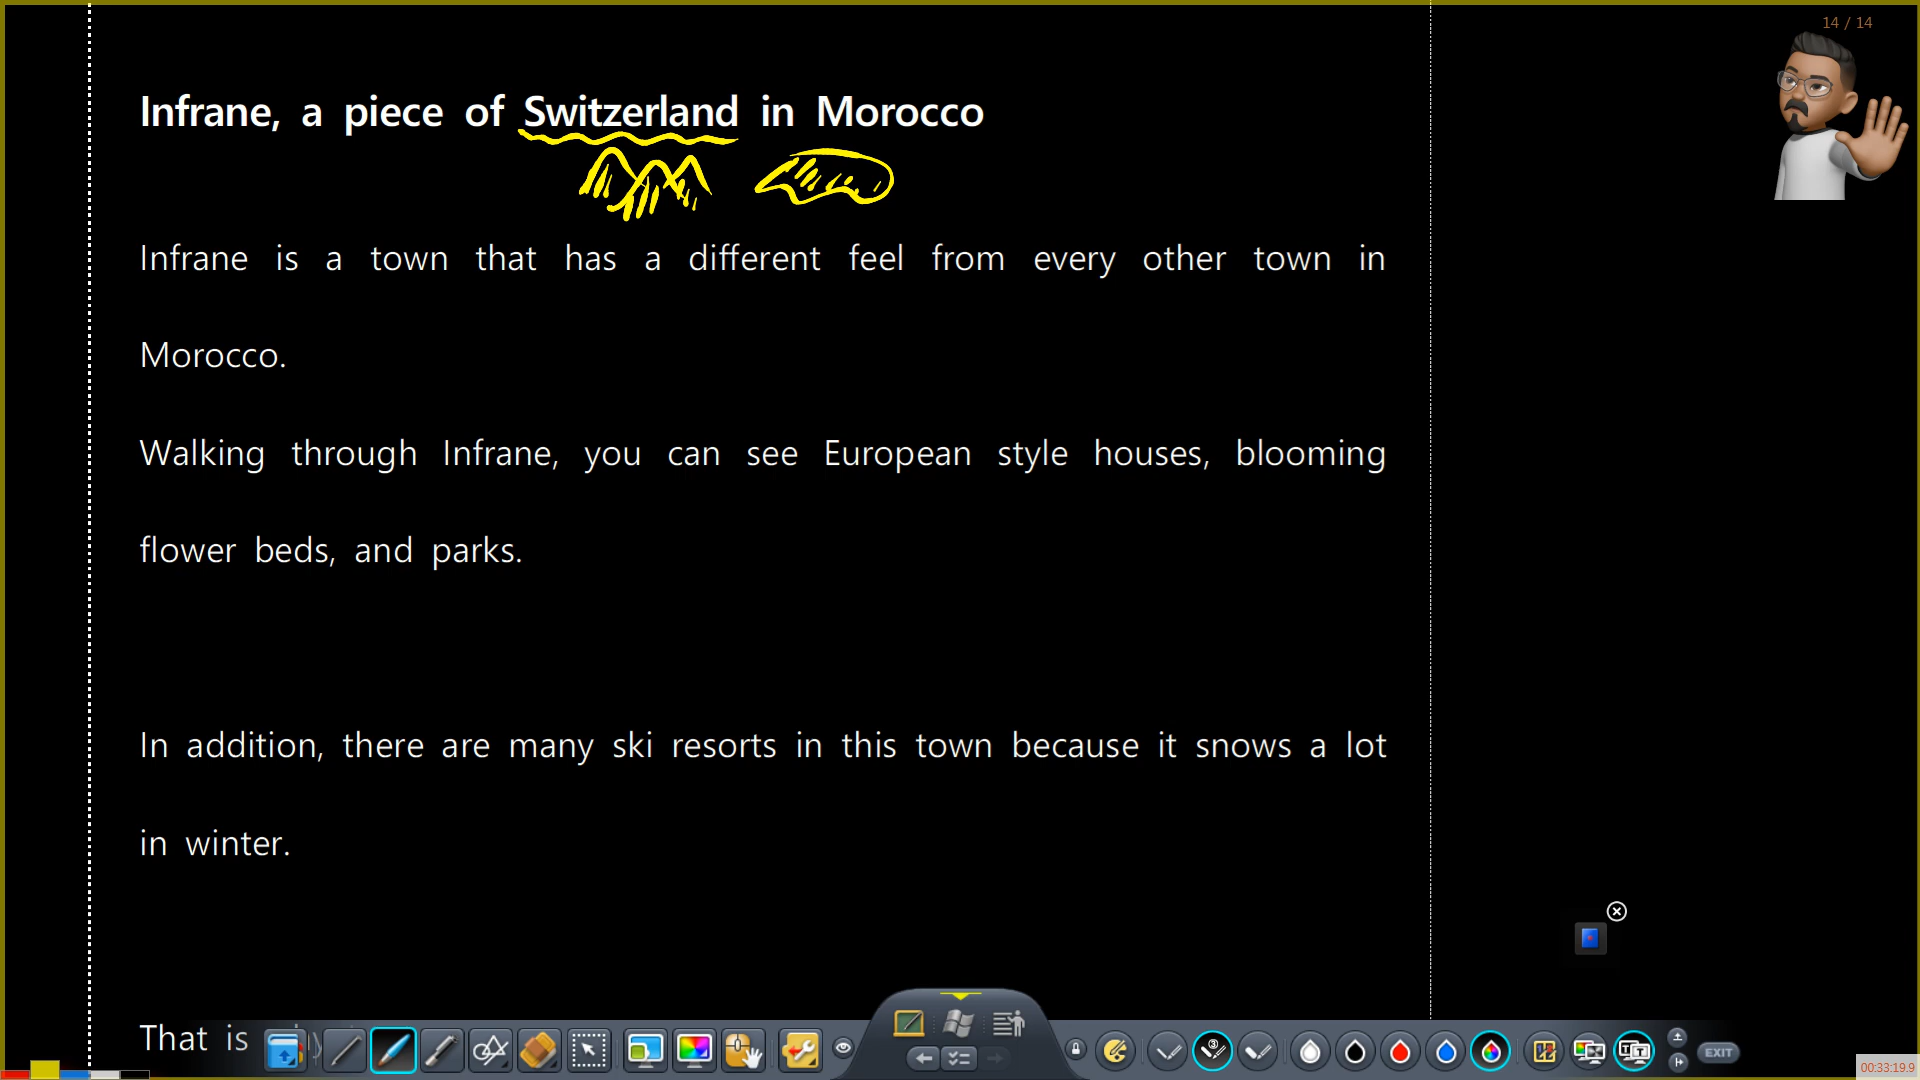 14 / 14
Infrane, a piece of Switzerland in Morocco
Infrane is a town that has a different feel from every other town in
Morocco.
Walking through Infrane, you can see European style houses, blooming
flower beds, and parks.
In addition, there are many ski resorts in this town because it snows a lot
in winter.
That is
EXIT
00:33:19.9